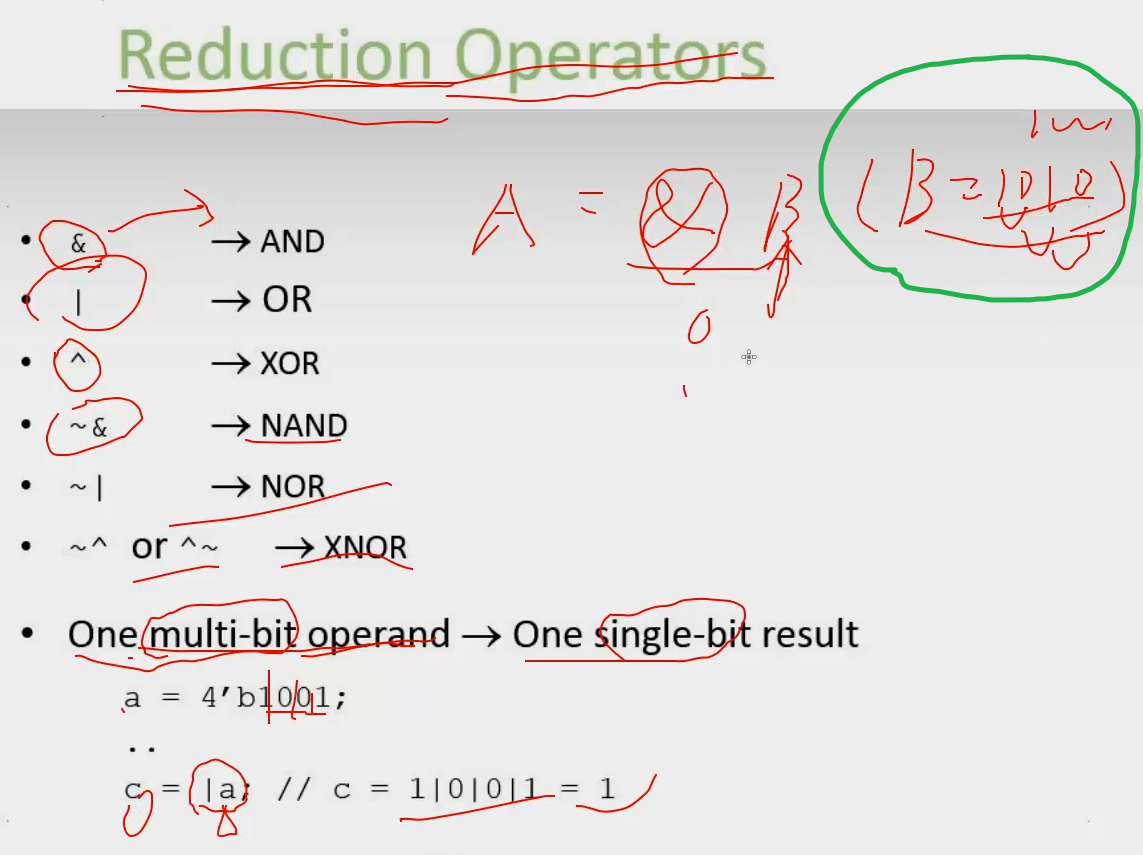 Reduction Operators
A = & B (B = 1010)
• & → AND
• | → OR
0
• ^ → XOR
• ~& → NAND
• ~| → NOR
• ~^ or ^~ → XNOR
• One multi-bit operand → One single-bit result
a = 4’b1001;
..
c = |a; // c = 1|0|0|1 = 1